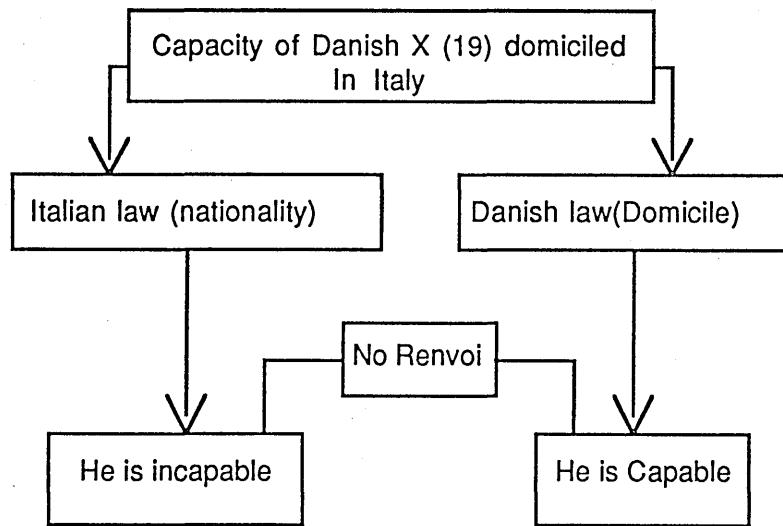 Capacity of Danish X (19) domiciled
In Italy
Italian law (nationality)
Danish law(Domicile)
No Renvoi
He is incapable
He is Capable